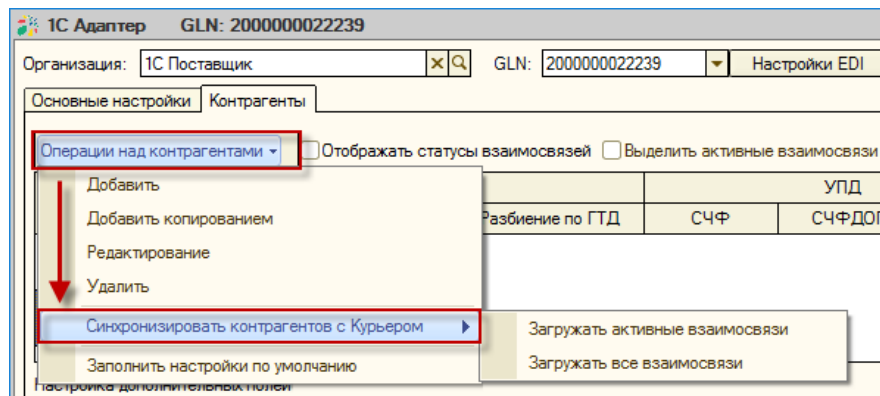 1С Адаптер GLN: 2000000022239
Организация: 1С Поставщик GLN: 2000000022239 Настройки EDI
Основные настройки Контрагенты
Операции над контрагентами Отображать статусы взаимосвязей Выделить активные взаимосвязи
Добавить УПД
Добавить копированием Разбиение по ГТД СЧФ СЧФДОП
Редактирование
Удалить
Синхронизировать контрагентов с Курьером Загружать активные взаимосвязи
Заполнить настройки по умолчанию Загружать все взаимосвязи
Настройка дополнительных полей